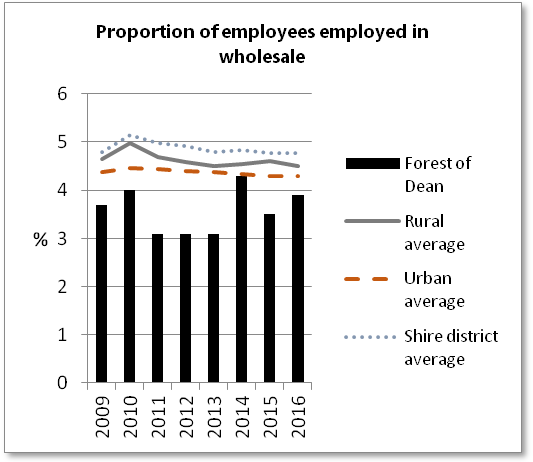 Proportion of employees employed in
wholesale
6
5
4
3
2
1
0
%
2009
2010
2011
2012
2013
2014
2015
2016
Forest of
Dean
Rural
average
Urban
average
Shire district
average